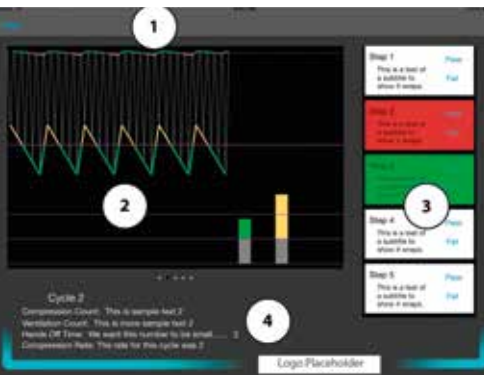 1
2
3
4
Step 1
Pass
This is a test of
a subtitle to
show it wraps.
Fail
Step 2
Step 4
Pass
This is a test of
a subtitle to
show it wraps.
Fail
Step 5
Pass
This is a test of
a subtitle to
show it wraps.
Fail
Cycle 2
Compression Count: This is sample text 2
Ventilation Count: This is more sample text 2
Hands Off Time: We want this number to be small...... 2
Compression Rate: The rate for this cycle was 2
Logo Placeholder